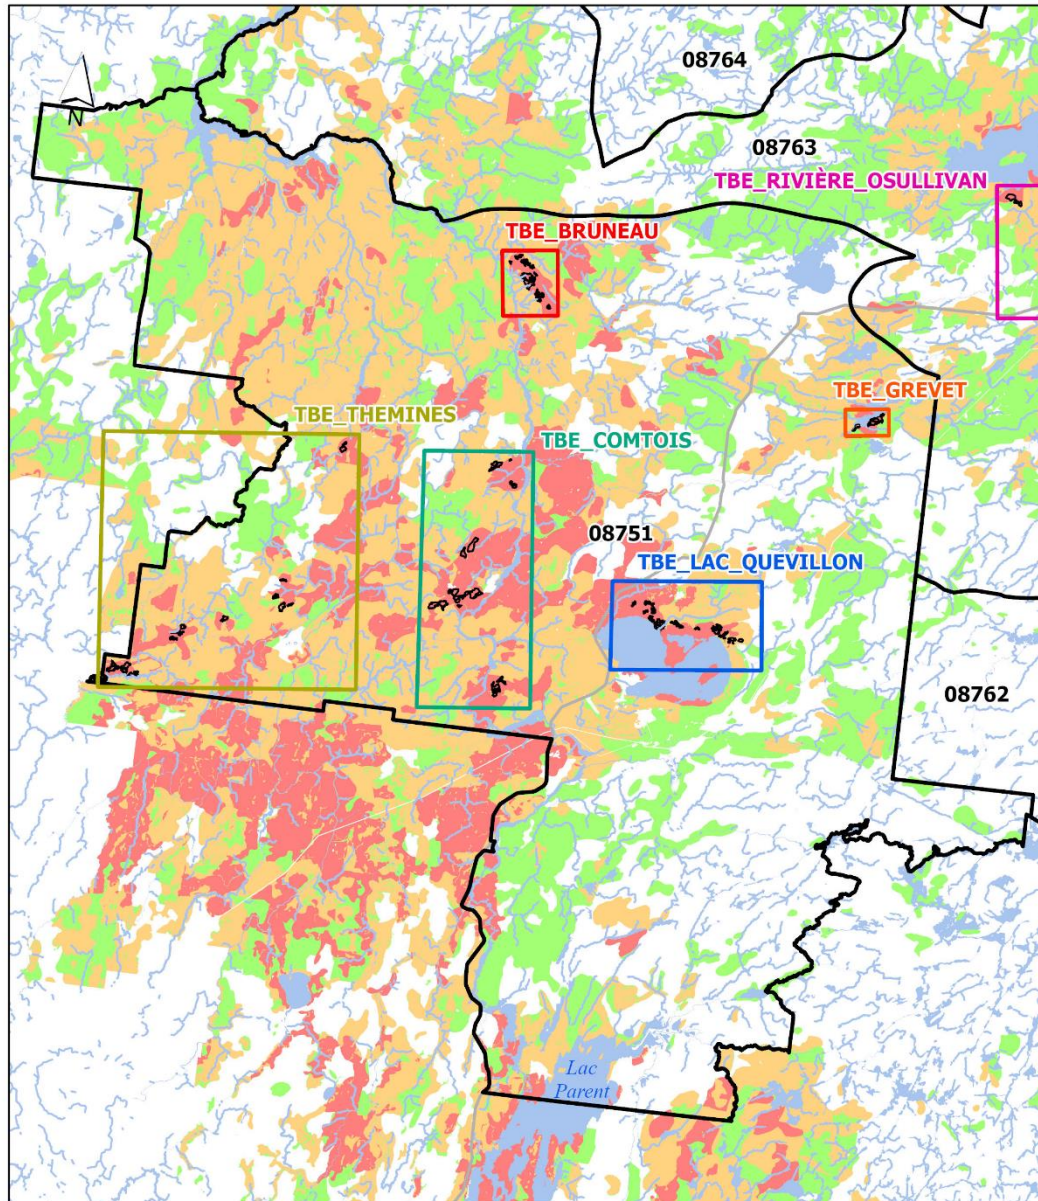 08764
08763
TBE_RIVIÈRE_OSULLIVAN
TBE_BRUNEAU
N
TBE_GREVET
TBE_THEMINES
TBE_COMTOIS
08751
TBE_LAC_QUEVILLON
08762
Lac
Parent